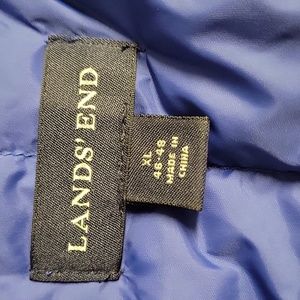 LANDS' END
XL
46-48
MADE IN
CHINA